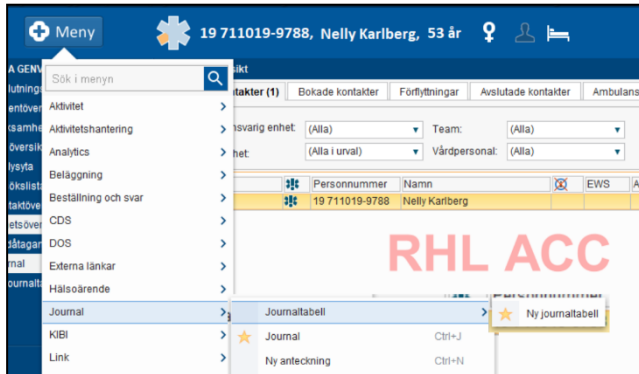 Meny
19 711019-9788, Nelly Karlberg, 53 år
Sök i menyn
Aktivitet
Aktivitetshantering
Analytics
Beläggning
Beställning och svar
CDS
DOS
Externa länkar
Hälsoärende
Journal
KIBI
Link
takter (1) Bokade kontakter Förflyttningar Avslutade kontakter Ambulans
nsvarig enhet: (Alla) Team: (Alla)
het: (Alla i urval) Vårdpersonal: (Alla)
Personnummer Namn EWS A
19 711019-9788 Nelly Karlberg
RHL ACC
Journaltabell
Ny journaltabell
Journal Ctrl+J
Ny anteckning Ctrl+N